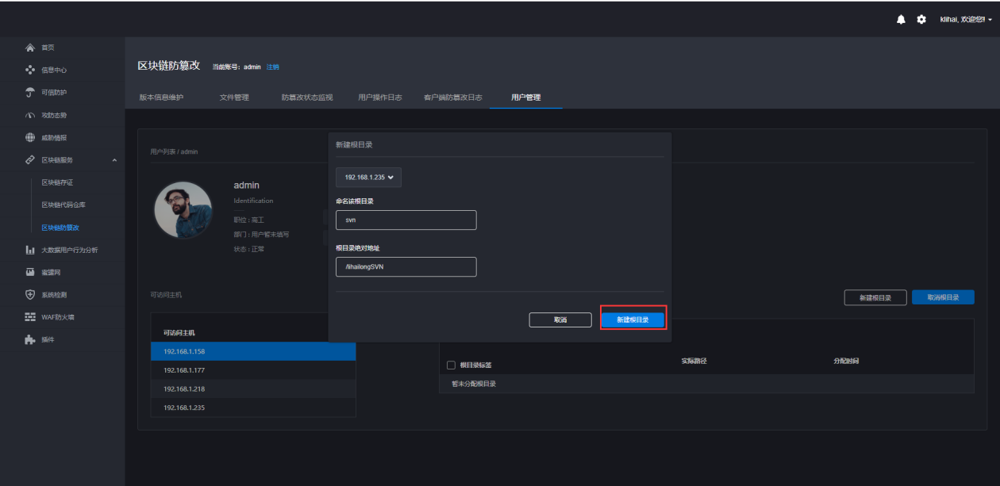 klihai, 欢迎您!
首页
信息中心
可信防护
攻防态势
威胁情报
区块链服务
区块链存证
区块链代码仓库
区块链防篡改
大数据用户行为分析
蜜罐网
系统检测
WAF防火墙
插件
区块链防篡改 当前账号：admin 注销
版本信息维护 文件管理 防篡改状态监视 用户操作日志 客户端防篡改日志 用户管理
用户列表 / admin
admin
Identification
职位 : 高工
部门 : 用户暂未填写
状态 : 正常
新建根目录
192.168.1.235
命名该根目录
svn
根目录绝对地址
/lihailongSVN
取消 新建根目录
可访问主机
新建根目录 取消根目录
可访问主机
192.168.1.158
192.168.1.177
192.168.1.218
192.168.1.235
根目录标签 实际路径 分配时间
暂未分配根目录